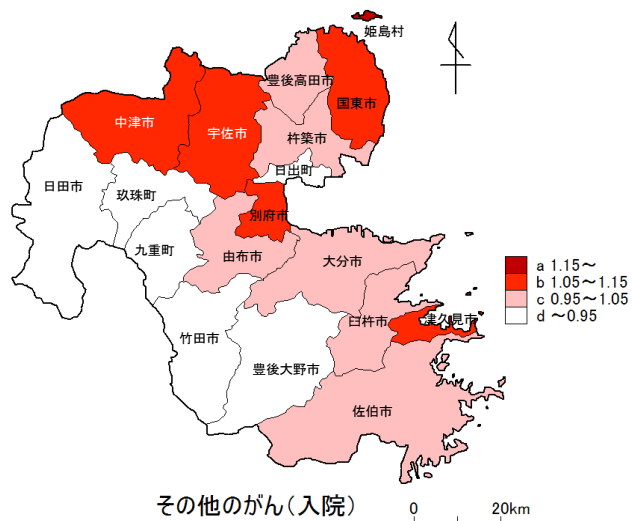 姫島村
豊後高田市
国東市
中津市
宇佐市
杵築市
日出町
日田市
玖珠町
別府市
九重町
由布市
大分市
a 1.15～
b 1.05～1.15
c 0.95～1.05
d ～0.95
竹田市
臼杵市
津久見市
豊後大野市
佐伯市
その他のがん(入院)
0 20km